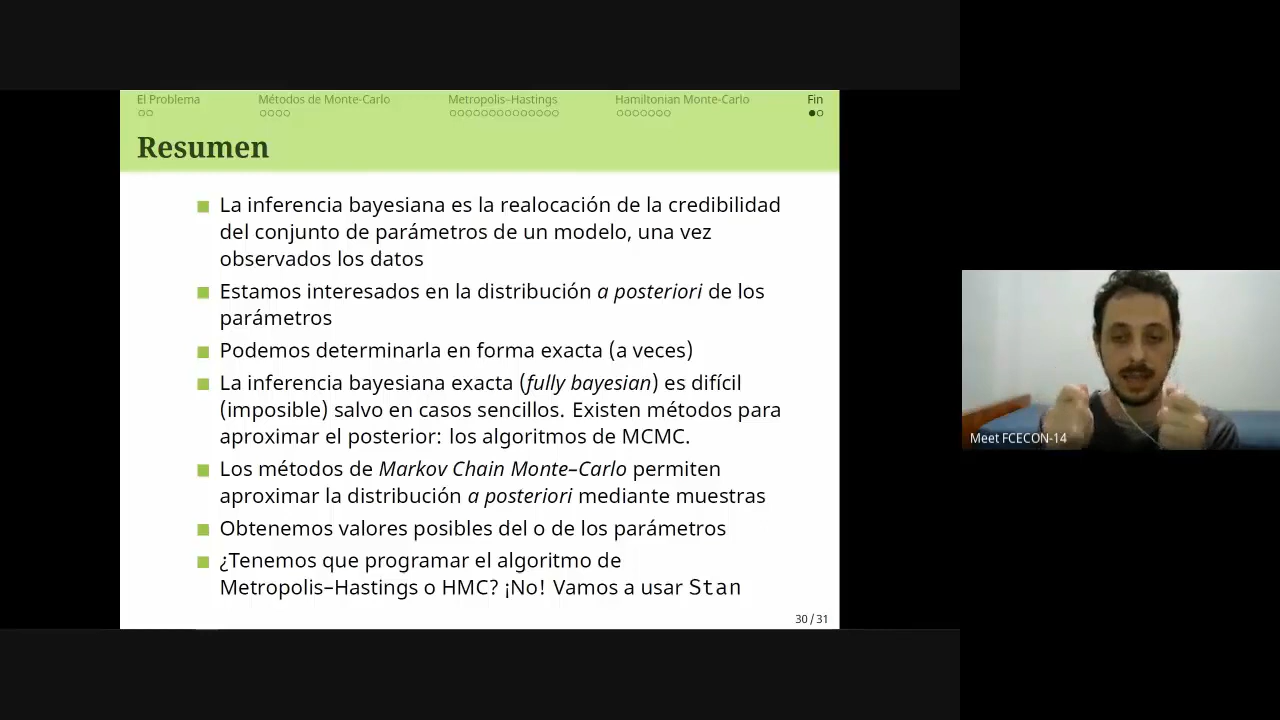 El Problema
Métodos de Monte-Carlo
Metropolis–Hastings
Hamiltonian Monte-Carlo
Fin
Resumen
La inferencia bayesiana es la realocación de la credibilidad
del conjunto de parámetros de un modelo, una vez
observados los datos
Estamos interesados en la distribución a posteriori de los
parámetros
Podemos determinarla en forma exacta (a veces)
La inferencia bayesiana exacta (fully bayesian) es difícil
(imposible) salvo en casos sencillos. Existen métodos para
aproximar el posterior: los algoritmos de MCMC.
Los métodos de Markov Chain Monte–Carlo permiten
aproximar la distribución a posteriori mediante muestras
Obtenemos valores posibles del o de los parámetros
¿Tenemos que programar el algoritmo de
Metropolis–Hastings o HMC? ¡No! Vamos a usar Stan
30 / 31
Meet FCECON-14